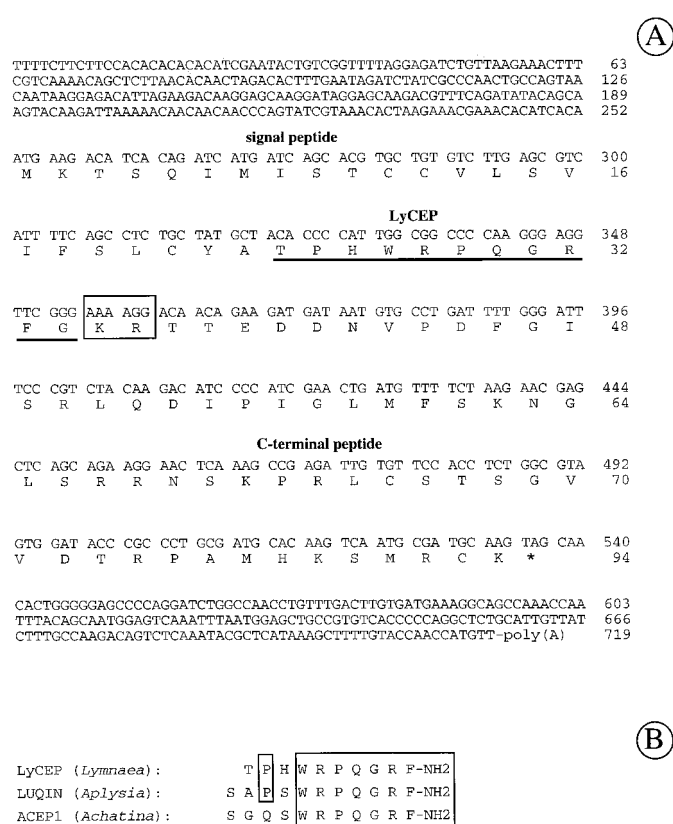 A
TTTTCTTCTTCCACACACACACATCGAATACTGTCGGTTTTAGGAGATCTGTTAAGAAACTTT 63
CGTCAAAACAGCTCTTAACACAACTAGACACTTTGAATAGATCTATCGCCCAACTGCCAGTAA 126
CAATAAGGAGACATTAGAAGACAAGGAGCAAGGATAGGAGCAAGACGTTTCAGATATACAGCA 189
AGTACAAGATTAAAAACAACAACAACCCAGTATCGTAAACACTAAGAAACGAAACACATCACA 252
signal peptide
ATG AAG ACA TCA CAG ATC ATG ATC AGC ACG TGC TGT GTC TTG AGC GTC 300
M K T S Q I M I S T C C V L S V 16
LyCEP
ATT TTC AGC CTC TGC TAT GCT ACA CCC CAT TGG CGG CCC CAA GGG AGG 348
I F S L C Y A T P H W R P Q G R 32
TTC GGG AAA AGG ACA ACA GAA GAT GAT AAT GTG CCT GAT TTT GGG ATT 396
F G K R T T E D D N V P D F G I 48
TCC CGT CTA CAA GAC ATC CCC ATC GAA CTG ATG TTT TCT AAG AAC GAG 444
S R L Q D I P I G L M F S K N G 64
C-terminal peptide
CTC AGC AGA AGG AAC TCA AAG CCG AGA TTG TGT TCC ACC TCT GGC GTA 492
L S R R N S K P R L C S T S G V 70
GTG GAT ACC CGC CCT GCG ATG CAC AAG TCA ATG CGA TGC AAG TAG CAA 540
V D T R P A M H K S M R C K * 94
CACTGGGGGAGCCCCAGGATCTGGCCAACCTGTTTGACTTGTGATGAAAGGCAGCCAAACCAA 603
TTTACAGCAATGGAGTCAAATTTAATGGAGCTGCCGTGTCACCCCCAGGCTCTGCATTGTTAT 666
CTTTGCCAAGACAGTCTCAAATACGCTCATAAAGCTTTTGTACCAACCATGTT-poly(A) 719
B
LyCEP (Lymnaea): T P H W R P Q G R F-NH2
LUQIN (Aplysia): S A P S W R P Q G R F-NH2
ACEP1 (Achatina): S G Q S W R P Q G R F-NH2